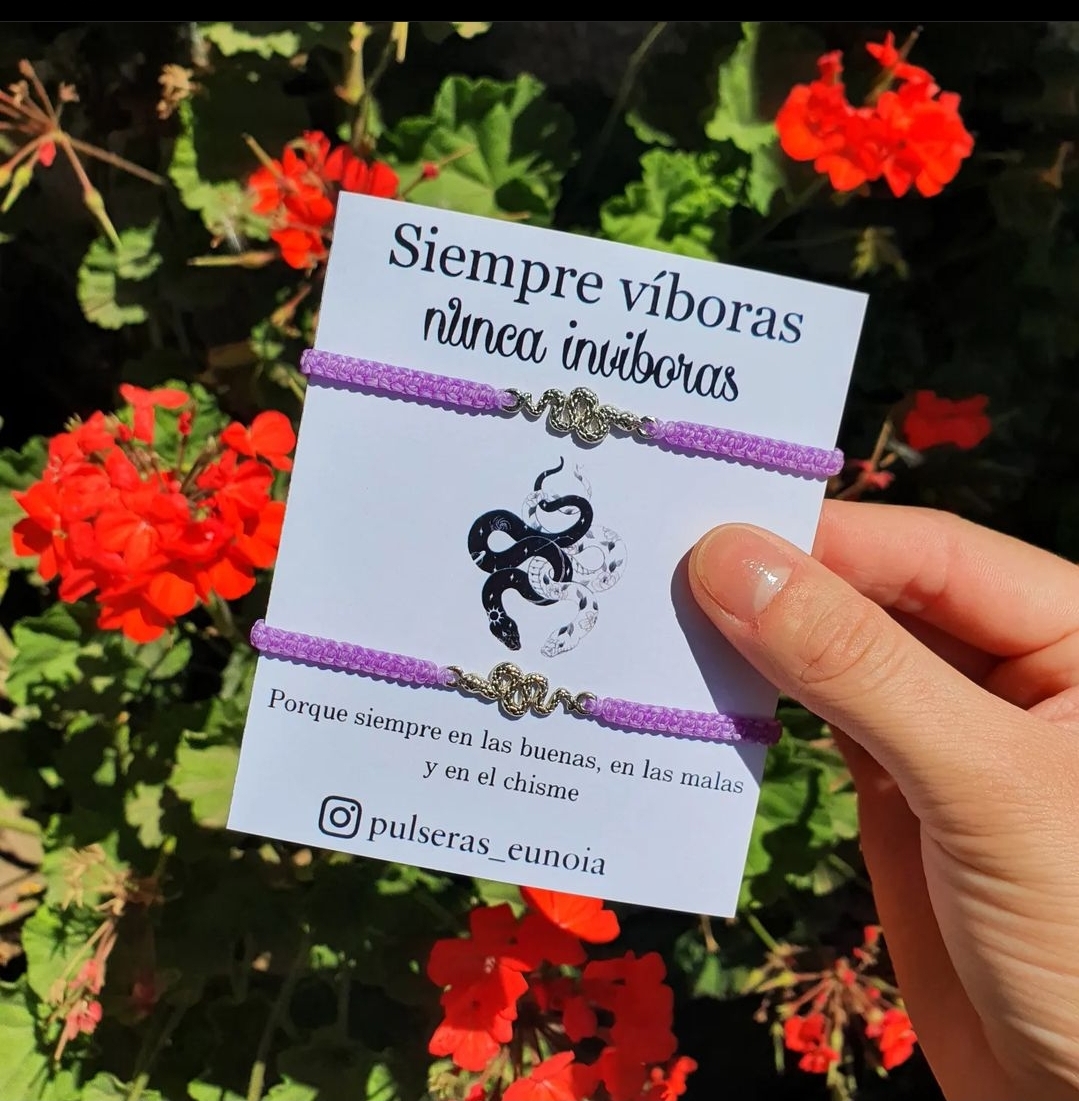 Siempre víboras
nunca inviboras
Porque siempre en las buenas, en las malas
y en el chisme
pulseras_eunoia